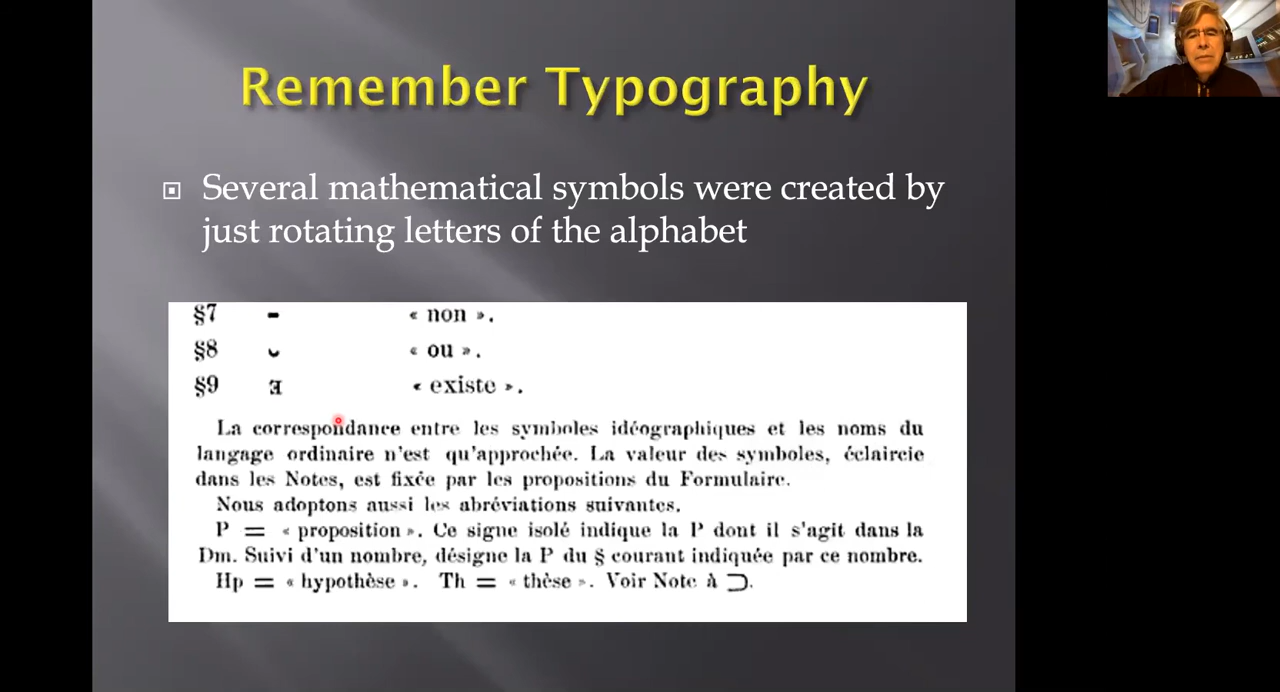 Remember Typography
Several mathematical symbols were created by
just rotating letters of the alphabet
§7 - « non ».
§8 ⌣ « ou ».
§9 Ǝ « existe ».
La correspondance entre les symboles idéographiques et les noms du
langage ordinaire n'est qu'approchée. La valeur des symboles, éclaircie
dans les Notes, est fixée par les propositions du Formulaire.
Nous adoptons aussi les abréviations suivantes.
P = « proposition ». Ce signe isolé indique la P dont il s'agit dans la
Dm. Suivi d'un nombre, désigne la P du § courant indiquée par ce nombre.
Hp = « hypothèse ». Th = « thèse ». Voir Note à ⊃.